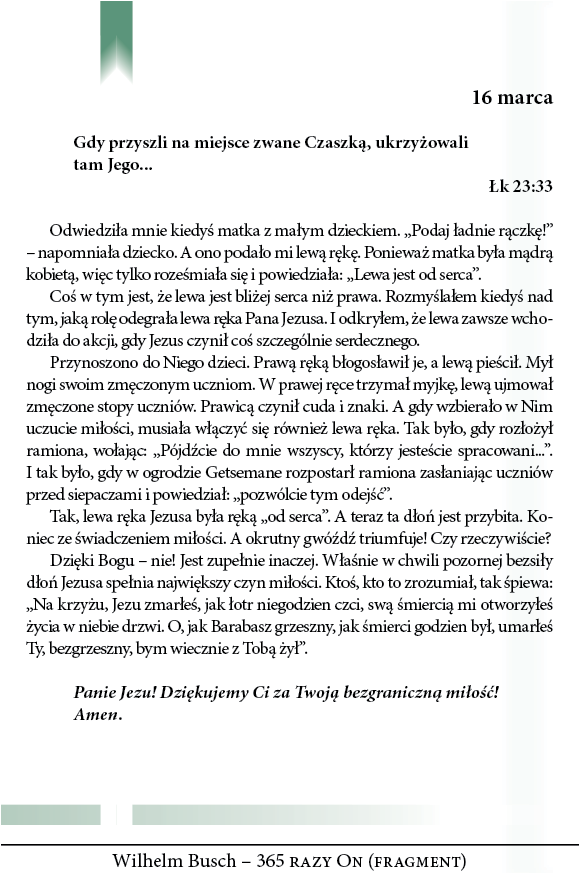 16 marca
Gdy przyszli na miejsce zwane Czaszką, ukrzyżowali
tam Jego...
Łk 23:33
Odwiedziła mnie kiedyś matka z małym dzieckiem. „Podaj ładnie rączkę!”
– napomniała dziecko. A ono podało mi lewą rękę. Ponieważ matka była mądrą
kobietą, więc tylko roześmiała się i powiedziała: „Lewa jest od serca”.
Coś w tym jest, że lewa jest bliżej serca niż prawa. Rozmyślałem kiedyś nad
tym, jaką rolę odegrała lewa ręka Pana Jezusa. I odkryłem, że lewa zawsze wcho-
dziła do akcji, gdy Jezus czynił coś szczególnie serdecznego.
Przynoszono do Niego dzieci. Prawą ręką błogosławił je, a lewą pieścił. Mył
nogi swoim zmęczonym uczniom. W prawej ręce trzymał myjkę, lewą ujmował
zmęczone stopy uczniów. Prawicą czynił cuda i znaki. A gdy wzbierało w Nim
uczucie miłości, musiała włączyć się również lewa ręka. Tak było, gdy rozłożył
ramiona, wołając: „Pójdźcie do mnie wszyscy, którzy jesteście spracowani...”.
I tak było, gdy w ogrodzie Getsemane rozpostarł ramiona zasłaniając uczniów
przed siepaczami i powiedział: „pozwólcie tym odejść”.
Tak, lewa ręka Jezusa była ręką „od serca”. A teraz ta dłoń jest przybita. Ko-
niec ze świadczeniem miłości. A okrutny gwóźdź triumfuje! Czy rzeczywiście?
Dzięki Bogu – nie! Jest zupełnie inaczej. Właśnie w chwili pozornej bezsiły
dłoń Jezusa spełnia największy czyn miłości. Ktoś, kto to zrozumiał, tak śpiewa:
„Na krzyżu, Jezu zmarłeś, jak łotr niegodzien czci, swą śmiercią mi otworzyłeś
życia w niebie drzwi. O, jak Barabasz grzeszny, jak śmierci godzien był, umarłeś
Ty, bezgrzeszny, bym wiecznie z Tobą żył”.
Panie Jezu! Dziękujemy Ci za Twoją bezgraniczną miłość!
Amen.
Wilhelm Busch – 365 RAZY ON (FRAGMENT)